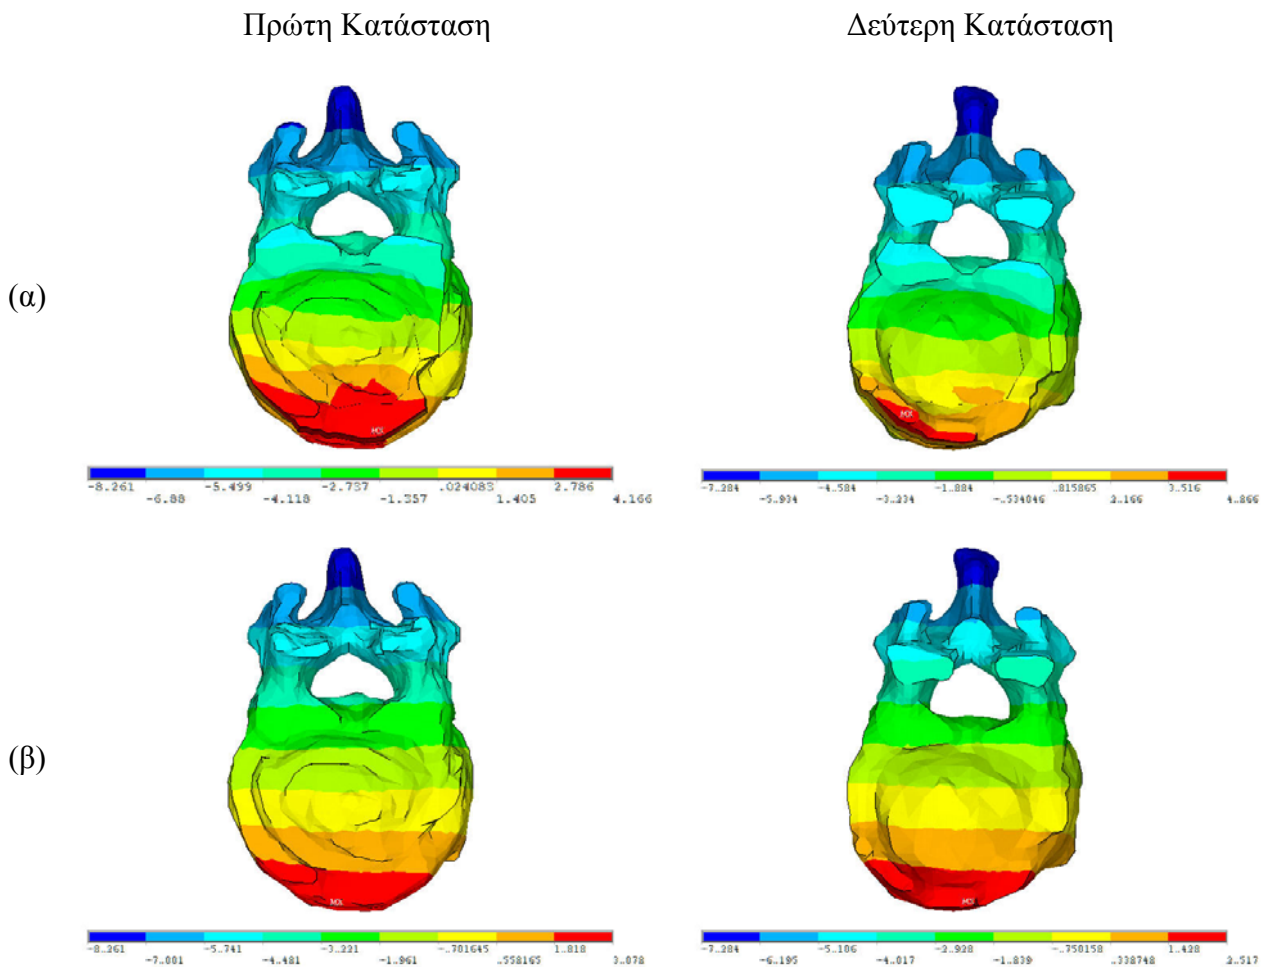 Πρώτη Κατάσταση Δεύτερη Κατάσταση
(α)
MX MX
-8.261 -5.499 -2.737 .024083 2.786
-6.88 -4.118 -1.357 1.405 4.166
-7.284 -4.584 -1.884 .815865 3.516
-5.934 -3.234 -.534046 2.166 4.866
(β)
MX MX
-8.261 -5.741 -3.221 -.701645 1.818
-7.001 -4.481 -1.961 .558165 3.078
-7.284 -5.106 -2.928 -.750158 1.428
-6.195 -4.017 -1.839 .338748 2.517